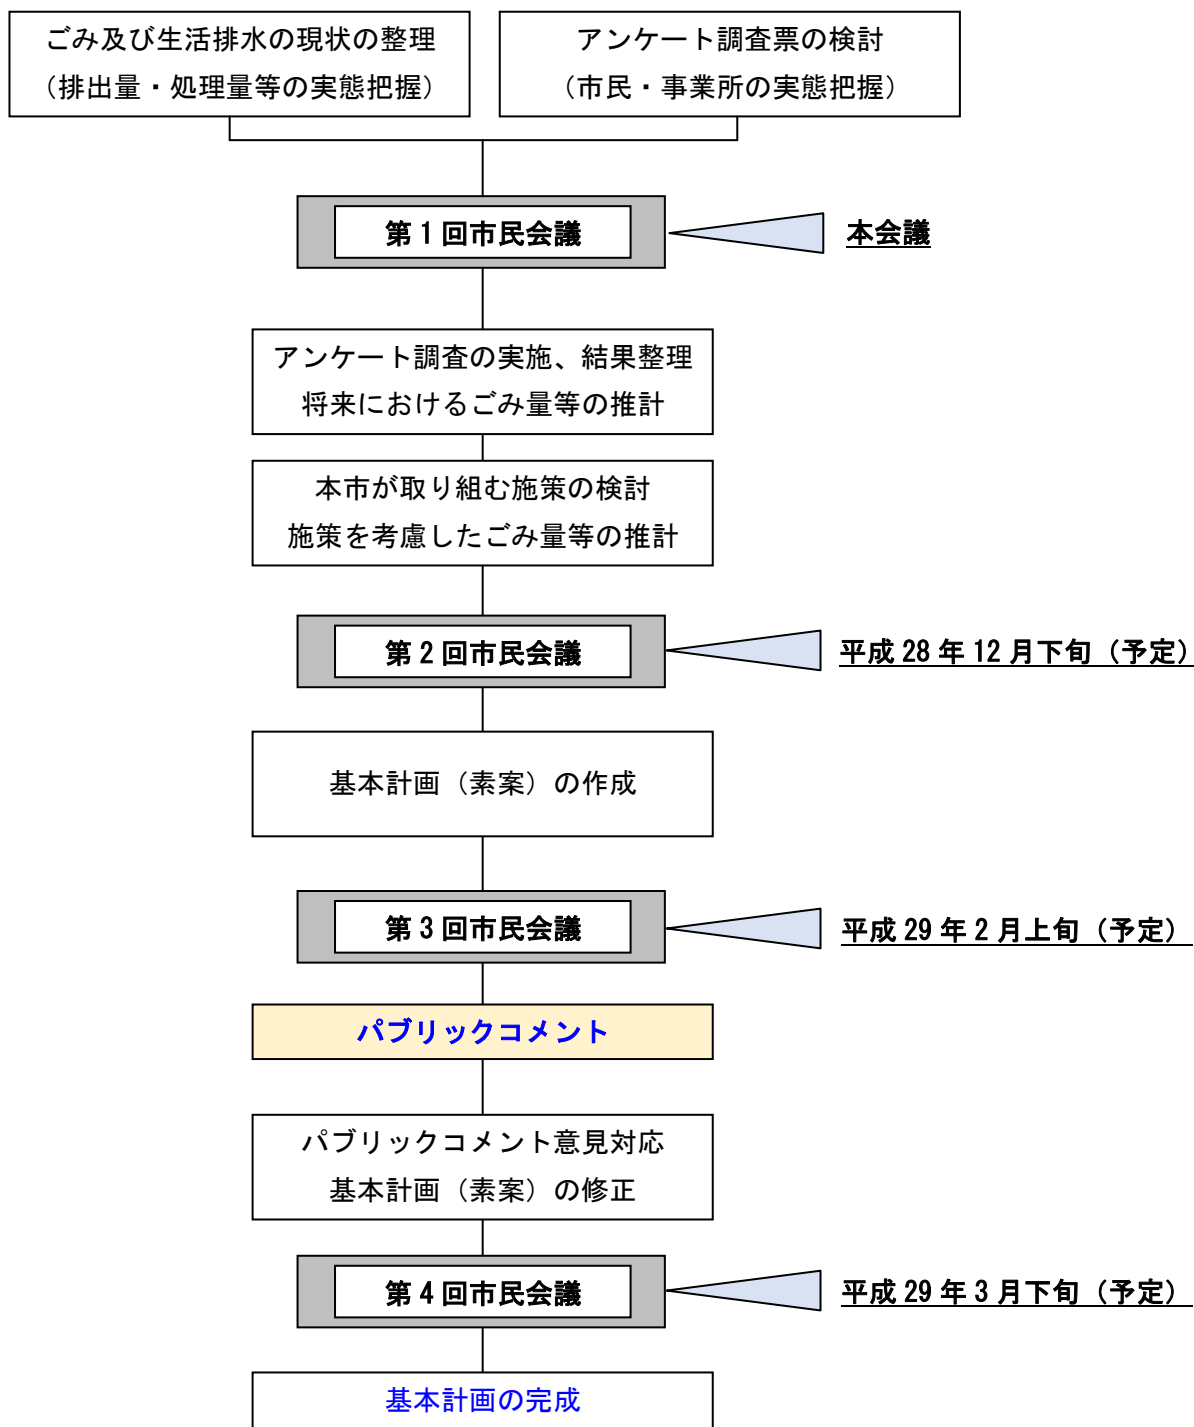 ごみ及び生活排水の現状の整理
（排出量・処理量等の実態把握）
アンケート調査票の検討
（市民・事業所の実態把握）
第1回市民会議
本会議
アンケート調査の実施、結果整理
将来におけるごみ量等の推計
本市が取り組む施策の検討
施策を考慮したごみ量等の推計
第2回市民会議
平成28年12月下旬（予定）
基本計画（素案）の作成
第3回市民会議
平成29年2月上旬（予定）
パブリックコメント
パブリックコメント意見対応
基本計画（素案）の修正
第4回市民会議
平成29年3月下旬（予定）
基本計画の完成